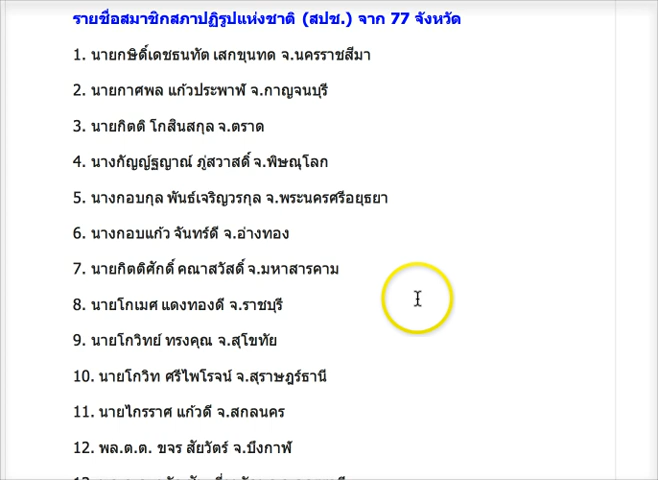 รายชื่อสมาชิกสภาปฏิรูปแห่งชาติ (สปช.) จาก 77 จังหวัด
1. นายกษิดิ์เดชธนทัต เสกขุนทด จ.นครราชสีมา
2. นายกาศพล แก้วประพาฬ จ.กาญจนบุรี
3. นายกิตติ โกสินสกุล จ.ตราด
4. นางกัญญ์ฐญาณ์ ภู่สวาสดิ์ จ.พิษณุโลก
5. นางกอบกุล พันธ์เจริญวรกุล จ.พระนครศรีอยุธยา
6. นางกอบแก้ว จันทร์ดี จ.อ่างทอง
7. นายกิตติศักดิ์ คณาสวัสดิ์ จ.มหาสารคาม
8. นายโกเมศ แดงทองดี จ.ราชบุรี
9. นายโกวิทย์ ทรงคุณ จ.สุโขทัย
10. นายโกวิท ศรีไพโรจน์ จ.สุราษฎร์ธานี
11. นายไกรราศ แก้วดี จ.สกลนคร
12. พล.ต.ต. ขจร สัยวัตร์ จ.บึงกาฬ